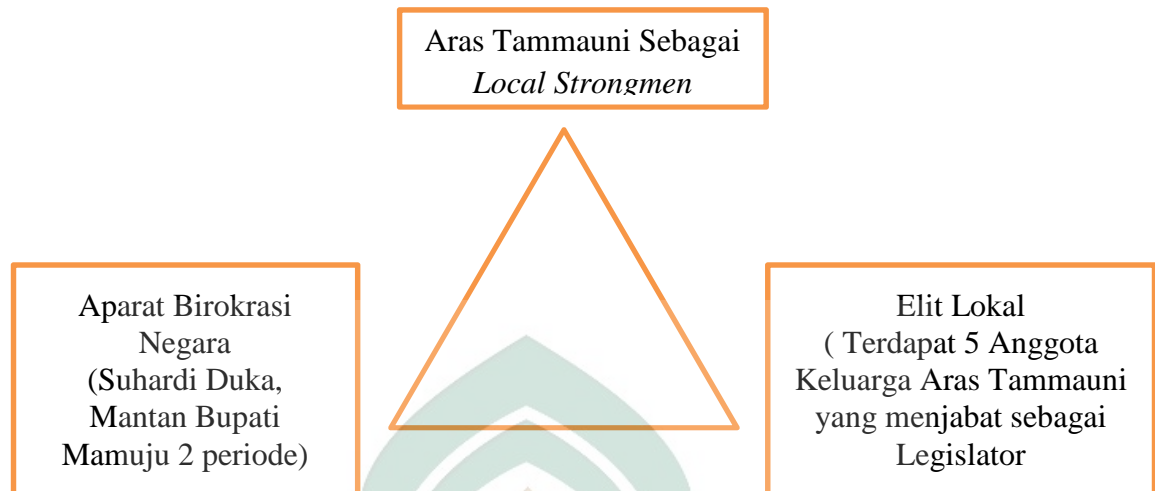 Aras Tammauni Sebagai
Local Strongmen
Aparat Birokrasi
Negara
(Suhardi Duka,
Mantan Bupati
Mamuju 2 periode)
Elit Lokal
( Terdapat 5 Anggota
Keluarga Aras Tammauni
yang menjabat sebagai
Legislator